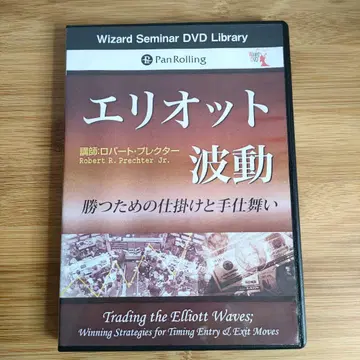 Wizard Seminar DVD Library
PanRolling
エリオット
講師:ロバート・プレクター
Robert R. Prechter Jr.
波動
勝つための仕掛けと手仕舞い
Trading the Elliott Waves;
Winning Strategies for Timing Entry & Exit Moves